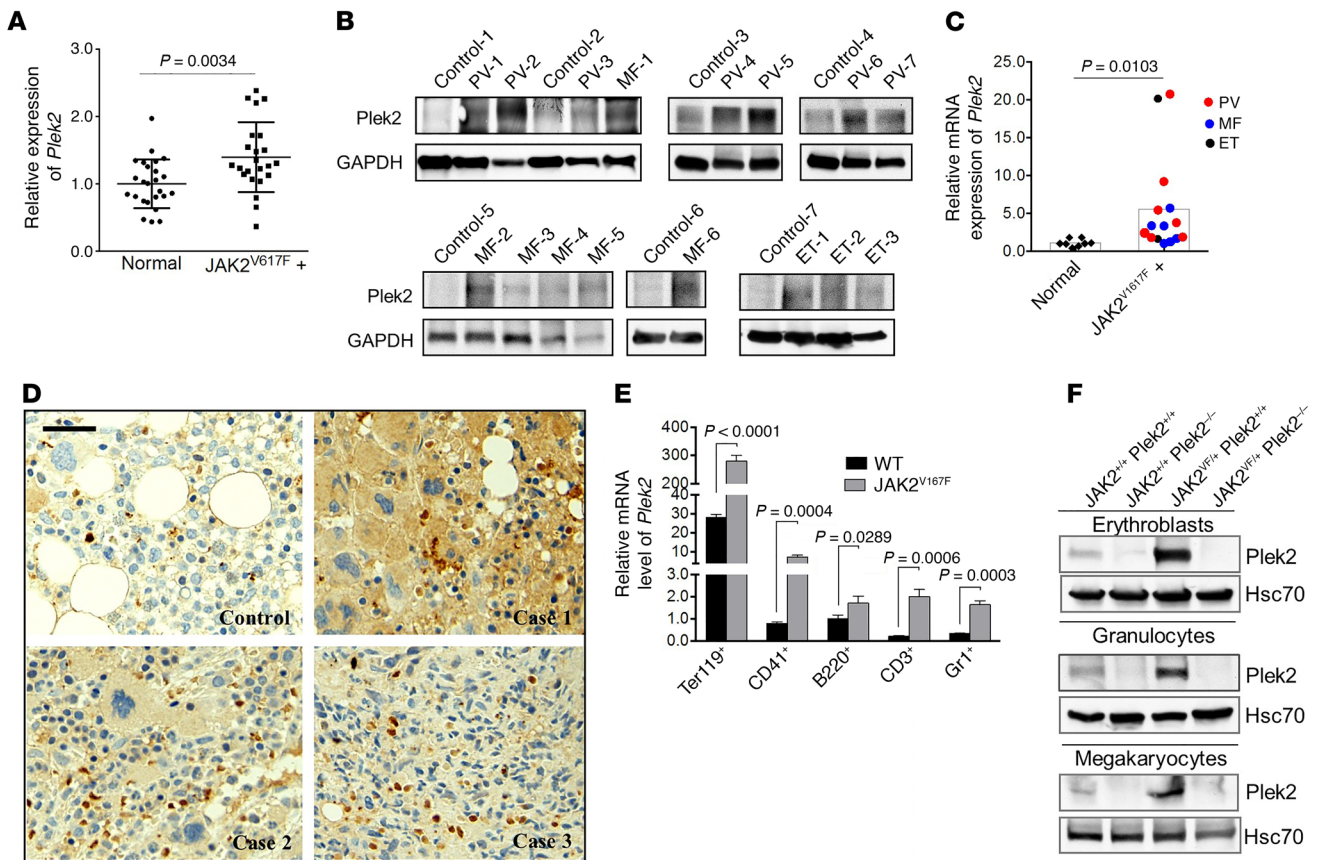 A
Relative expression
of Plek2
3.0
2.0
1.0
0.0
P = 0.0034
Normal
JAK2V617F +
B
Control-1
PV-1
PV-2
Control-2
PV-3
MF-1
Control-3
PV-4
PV-5
Control-4
PV-6
PV-7
Plek2
GAPDH
Control-5
MF-2
MF-3
MF-4
MF-5
Control-6
MF-6
Control-7
ET-1
ET-2
ET-3
Plek2
GAPDH
C
Relative mRNA
expression of Plek2
25.0
20.0
15.0
10.0
5.0
0.0
P = 0.0103
PV
MF
ET
Normal
JAK2V1617F +
D
Control
Case 1
Case 2
Case 3
E
Relative mRNA
level of Plek2
400
300
200
40
30
20
10
3.0
2.0
1.0
0.0
P < 0.0001
P = 0.0004
P = 0.0289
P = 0.0006
P = 0.0003
WT
JAK2V167F
Ter119+
CD41+
B220+
CD3+
Gr1+
F
JAK2+/+ Plek2+/+
JAK2+/+ Plek2−/−
JAK2VF/+ Plek2+/+
JAK2VF/+ Plek2−/−
Erythroblasts
Plek2
Hsc70
Granulocytes
Plek2
Hsc70
Megakaryocytes
Plek2
Hsc70